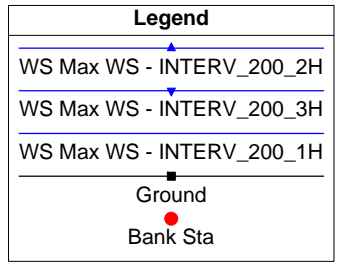 Legend
WS Max WS - INTERV_200_2H
WS Max WS - INTERV_200_3H
WS Max WS - INTERV_200_1H
Ground
Bank Sta